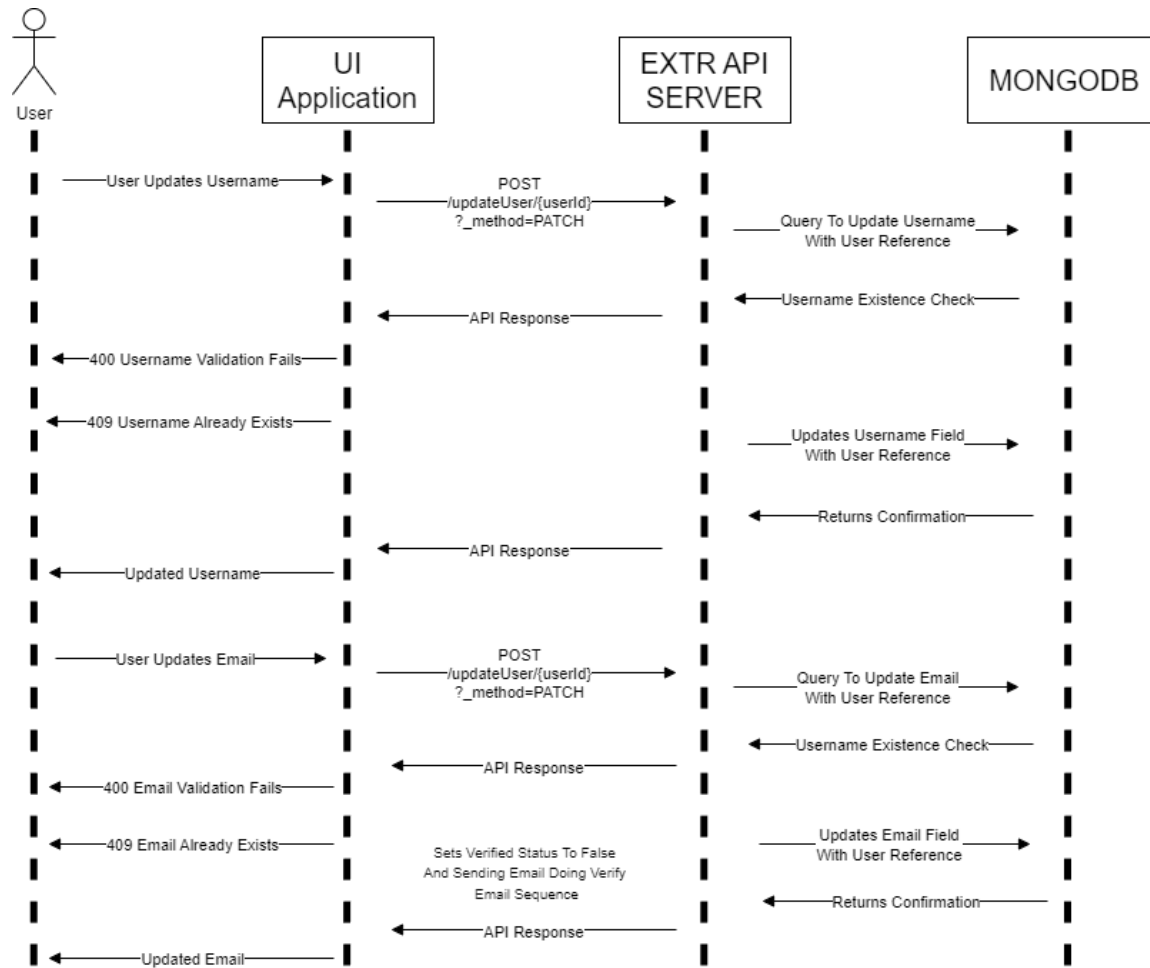 User
UI
Application
EXTR API
SERVER
MONGODB
User Updates Username
POST
/updateUser/{userId}
?_method=PATCH
Query To Update Username
With User Reference
Username Existence Check
API Response
400 Username Validation Fails
409 Username Already Exists
Updates Username Field
With User Reference
Returns Confirmation
API Response
Updated Username
User Updates Email
POST
/updateUser/{userId}
?_method=PATCH
Query To Update Email
With User Reference
Username Existence Check
API Response
400 Email Validation Fails
409 Email Already Exists
Updates Email Field
With User Reference
Sets Verified Status To False
And Sending Email Doing Verify
Email Sequence
Returns Confirmation
API Response
Updated Email